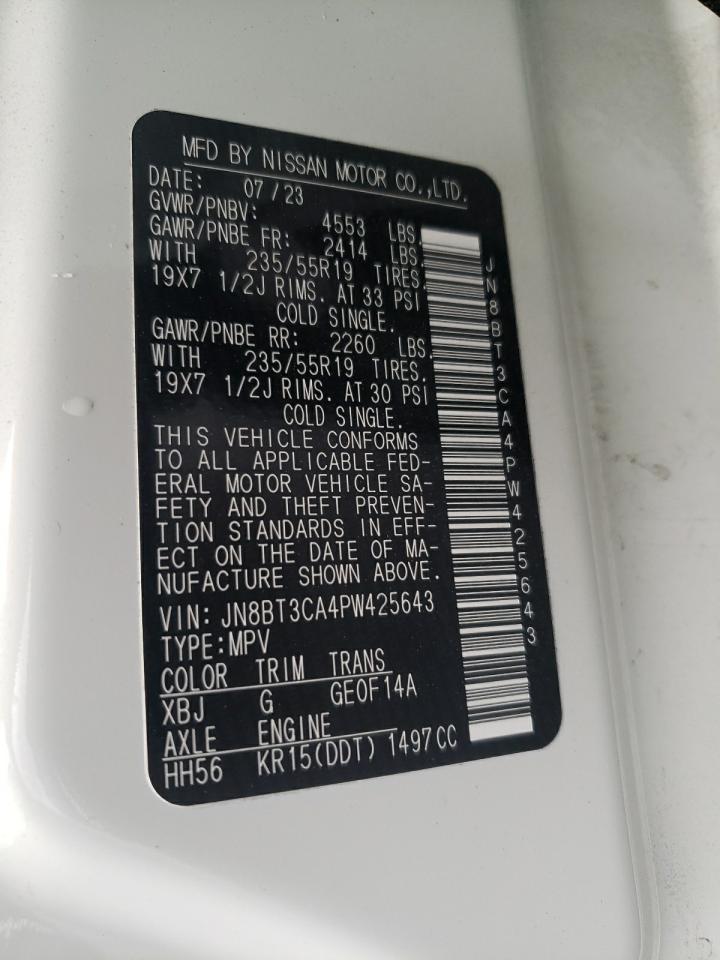 MFD BY NISSAN MOTOR CO.,LTD.
DATE: 07/23
GVWR/PNBV: 4553 LBS.
GAWR/PNBE FR: 2414 LBS.
WITH 235/55R19 TIRES.
19X7 1/2J RIMS. AT 33 PSI
COLD SINGLE.
GAWR/PNBE RR: 2260 LBS.
WITH 235/55R19 TIRES.
19X7 1/2J RIMS. AT 30 PSI
COLD SINGLE.
THIS VEHICLE CONFORMS
TO ALL APPLICABLE FED-
ERAL MOTOR VEHICLE SA-
FETY AND THEFT PREVEN-
TION STANDARDS IN EFF-
ECT ON THE DATE OF MA-
NUFACTURE SHOWN ABOVE.
VIN: JN8BT3CA4PW425643
TYPE:MPV
COLOR TRIM TRANS
XBJ G GEOF14A
AXLE ENGINE
HH56 KR15(DDT) 1497CC
JN8BT3CA4PW425643